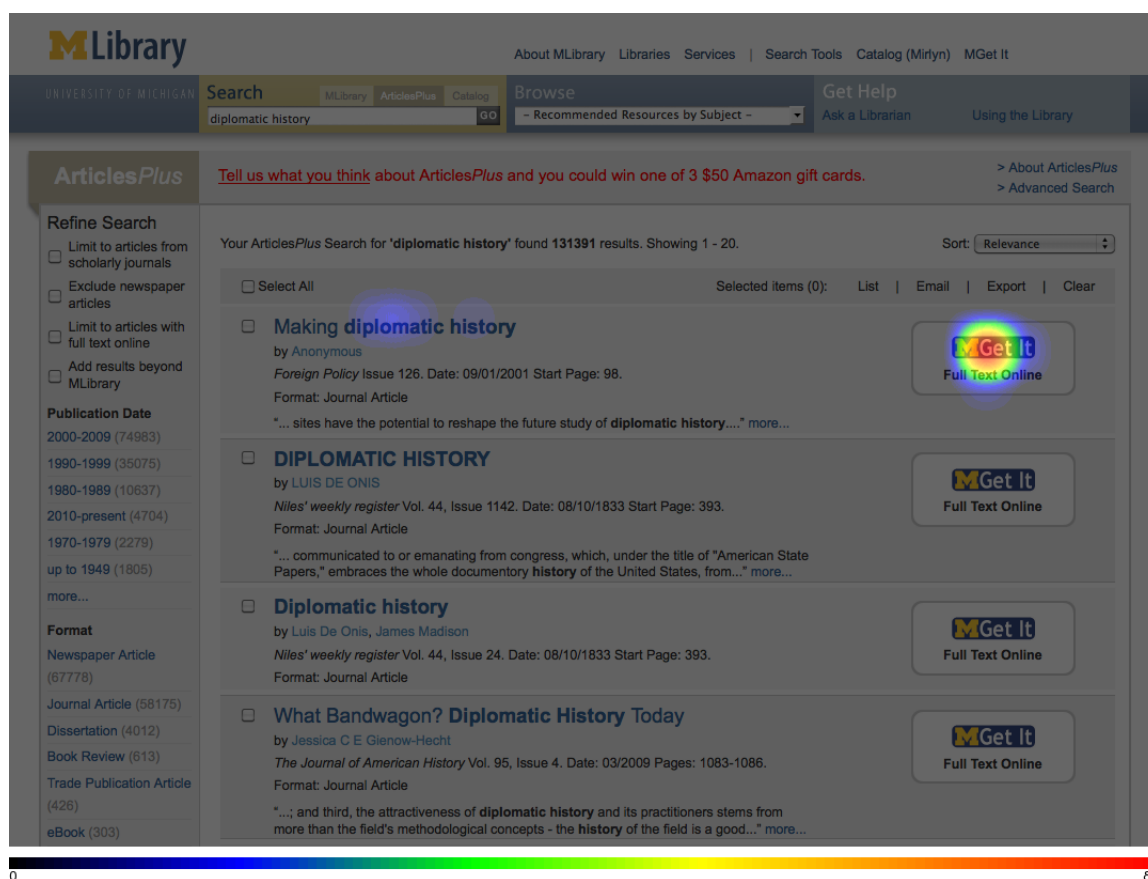 MLibrary
About MLibrary Libraries Services | Search Tools Catalog (Mirlyn) MGet It
UNIVERSITY OF MICHIGAN
Search
MLibrary ArticlesPlus Catalog
diplomatic history GO
Browse
– Recommended Resources by Subject –
Get Help
Ask a Librarian Using the Library
ArticlesPlus
Tell us what you think about ArticlesPlus and you could win one of 3 $50 Amazon gift cards.
> About ArticlesPlus
> Advanced Search
Refine Search
Limit to articles from
scholarly journals
Exclude newspaper
articles
Limit to articles with
full text online
Add results beyond
MLibrary
Publication Date
2000-2009 (74983)
1990-1999 (35075)
1980-1989 (10637)
2010-present (4704)
1970-1979 (2279)
up to 1949 (1805)
more...
Format
Newspaper Article
(67778)
Journal Article (58175)
Dissertation (4012)
Book Review (613)
Trade Publication Article
(426)
eBook (303)
Your ArticlesPlus Search for 'diplomatic history' found 131391 results. Showing 1 - 20.
Sort: Relevance
Select All
Selected items (0): List | Email | Export | Clear
Making diplomatic history
by Anonymous
Foreign Policy Issue 126. Date: 09/01/2001 Start Page: 98.
Format: Journal Article
"... sites have the potential to reshape the future study of diplomatic history...." more...
MGet It
Full Text Online
DIPLOMATIC HISTORY
by LUIS DE ONIS
Niles' weekly register Vol. 44, Issue 1142. Date: 08/10/1833 Start Page: 393.
Format: Journal Article
"... communicated to or emanating from congress, which, under the title of "American State
Papers," embraces the whole documentory history of the United States, from..." more...
MGet It
Full Text Online
Diplomatic history
by Luis De Onis, James Madison
Niles' weekly register Vol. 44, Issue 24. Date: 08/10/1833 Start Page: 393.
Format: Journal Article
MGet It
Full Text Online
What Bandwagon? Diplomatic History Today
by Jessica C E Gienow-Hecht
The Journal of American History Vol. 95, Issue 4. Date: 03/2009 Pages: 1083-1086.
Format: Journal Article
"...; and third, the attractiveness of diplomatic history and its practitioners stems from
more than the field's methodological concepts - the history of the field is a good..." more...
MGet It
Full Text Online
0